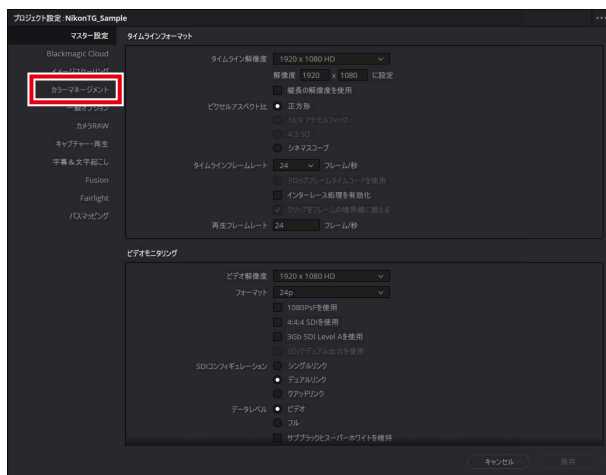 プロジェクト設定:NikonTG_Sample
マスター設定
Blackmagic Cloud
イメージスケーリング
カラーマネージメント
一般オプション
カメラRAW
キャプチャー・再生
字幕&文字起こし
Fusion
Fairlight
パスマッピング
タイムラインフォーマット
タイムライン解像度 1920 x 1080 HD
解像度 1920 x 1080 に設定
縦長の解像度を使用
ピクセルアスペクト比 正方形
16:9 アナモルフィック
4:3 SD
シネマスコープ
タイムラインフレームレート 24 フレーム/秒
ドロップフレームタイムコードを使用
インターレース処理を有効化
クリップをフレームの境界線に揃える
再生フレームレート 24 フレーム/秒
ビデオモニタリング
ビデオ解像度 1920 x 1080 HD
フォーマット 24p
1080PsFを使用
4:4:4 SDIを使用
3Gb SDI Level Aを使用
SDIでデュアル出力を使用
SDIコンフィギュレーション シングルリンク
デュアルリンク
クアッドリンク
データレベル ビデオ
フル
サブブラックとスーパーホワイトを維持
キャンセル 保存